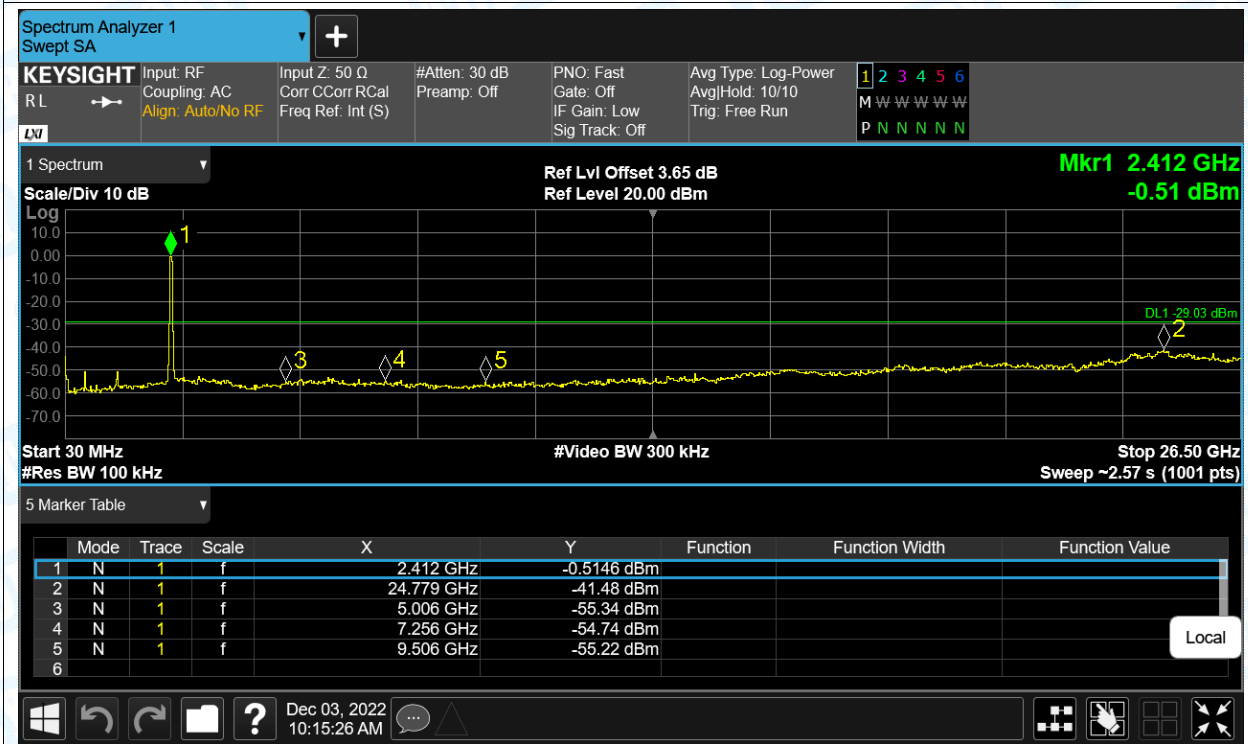 Spectrum Analyzer 1
Swept SA
KEYSIGHT
R L
LXI
Input: RF
Coupling: AC
Align: Auto/No RF
Input Z: 50 Ω
Corr CCorr RCal
Freq Ref: Int (S)
#Atten: 30 dB
Preamp: Off
PNO: Fast
Gate: Off
IF Gain: Low
Sig Track: Off
Avg Type: Log-Power
Avg|Hold: 10/10
Trig: Free Run
1 2 3 4 5 6
M W W W W W
P N N N N N
1 Spectrum
Scale/Div 10 dB
Ref Lvl Offset 3.65 dB
Ref Level 20.00 dBm
Mkr1 2.412 GHz
-0.51 dBm
Log
10.0
0.00
-10.0
-20.0
-30.0
-40.0
-50.0
-60.0
-70.0
1
DL1 -29.03 dBm
2
3
4
5
Start 30 MHz
#Res BW 100 kHz
#Video BW 300 kHz
Stop 26.50 GHz
Sweep ~2.57 s (1001 pts)
5 Marker Table
Mode Trace Scale X Y Function Function Width Function Value
1 N 1 f 2.412 GHz -0.5146 dBm
2 N 1 f 24.779 GHz -41.48 dBm
3 N 1 f 5.006 GHz -55.34 dBm
4 N 1 f 7.256 GHz -54.74 dBm
5 N 1 f 9.506 GHz -55.22 dBm
6
Local
?
Dec 03, 2022
10:15:26 AM